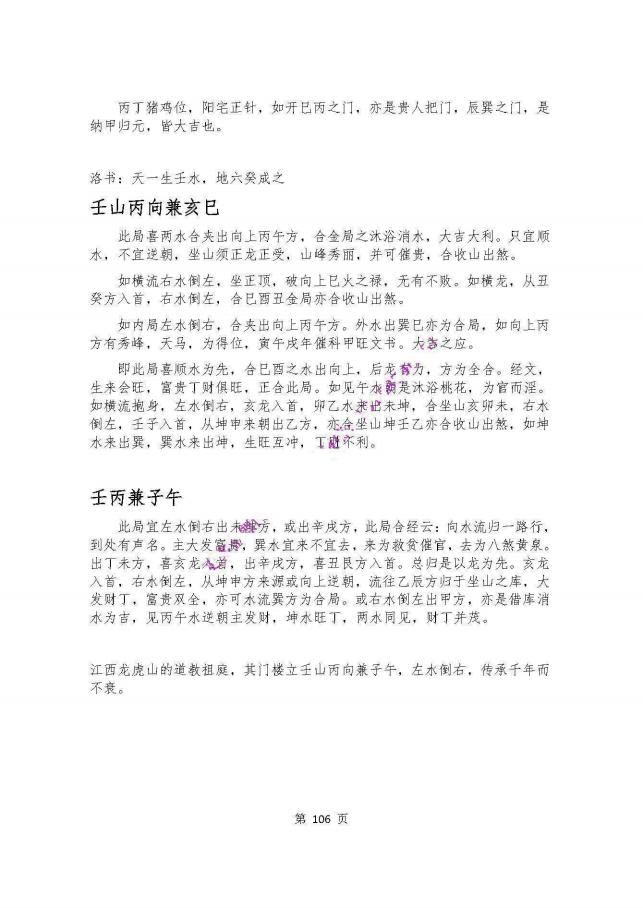 丙丁猪鸡位，阳宅正针，如开巳丙之门，亦是贵人把门，辰巽之门，是
纳甲归元，皆大吉也。
洛书：天一生壬水，地六癸成之
壬山丙向兼亥巳
此局喜两水合夹出向上丙午方，合金局之沐浴消水，大吉大利。只宜顺
水，不宜逆朝，坐山须正龙正受，山峰秀丽，并可催贵，合收山出煞。
如横流右水倒左，坐正顶，破向上巳火之禄，无有不败。如横龙，从丑
癸方入首，右水倒左，合巳酉丑金局亦合收山出煞。
如内局左水倒右，合夹出向上丙午方。外水出巽巳亦为合局，如向上丙
方有秀峰，天马，为得位，寅午戌年催科甲旺文书。大吉之应。
即此局喜顺水为先，合巳酉之水出向上，后龙有力，方为全合。经文，
生来会旺，富贵丁财俱旺，正合此局。如见午水朝是沐浴桃花，为官而淫。
如横流抱身，左水倒右，亥龙入首，卯乙水来出未坤，合坐山亥卯未，右水
倒左，壬子入首，从坤申来朝出乙方，亦合坐山坤壬乙亦合收山出煞，如坤
水来出巽，巽水来出坤，生旺互冲，丁财不利。
壬丙兼子午
此局宜左水倒右出未坤方，或出辛戌方，此局合经云：向水流归一路行，
到处有声名。主大发富贵，巽水宜来不宜去，来为救贫催官，去为八煞黄泉。
出丁未方，喜亥龙入首，出辛戌方，喜丑艮方入首。总归是以龙为先。亥龙
入首，右水倒左，从坤申方来源或向上逆朝，流往乙辰方归于坐山之库，大
发财丁，富贵双全，亦可水流巽方为合局。或右水倒左出甲方，亦是借库消
水为吉，见丙午水逆朝主发财，坤水旺丁，两水同见，财丁并茂。
江西龙虎山的道教祖庭，其门楼立壬山丙向兼子午，左水倒右，传承千年而
不衰。
第 106 页